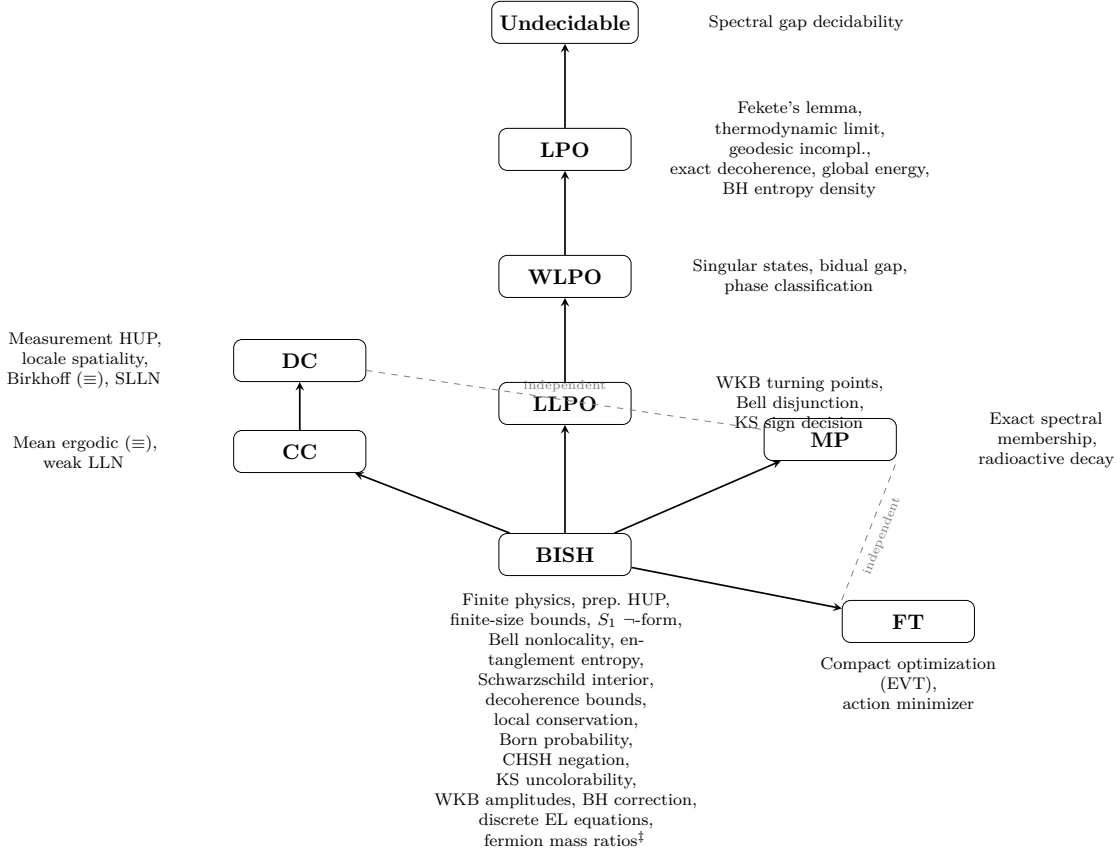 Undecidable
Spectral gap decidability
Fekete's lemma,
thermodynamic limit,
geodesic incompl.,
exact decoherence, global energy,
BH entropy density
LPO
WLPO
Singular states, bidual gap,
phase classification
Measurement HUP,
locale spatiality,
Birkhoff (≡), SLLN
DC
independent
LLPO
WKB turning points,
Bell disjunction,
KS sign decision
MP
Exact spectral
membership,
radioactive decay
Mean ergodic (≡),
weak LLN
CC
independent
BISH
Finite physics, prep. HUP,
finite-size bounds, S₁ ¬-form,
Bell nonlocality, en-
tanglement entropy,
Schwarzschild interior,
decoherence bounds,
local conservation,
Born probability,
CHSH negation,
KS uncolorability,
WKB amplitudes, BH correction,
discrete EL equations,
fermion mass ratios‡
FT
Compact optimization
(EVT),
action minimizer